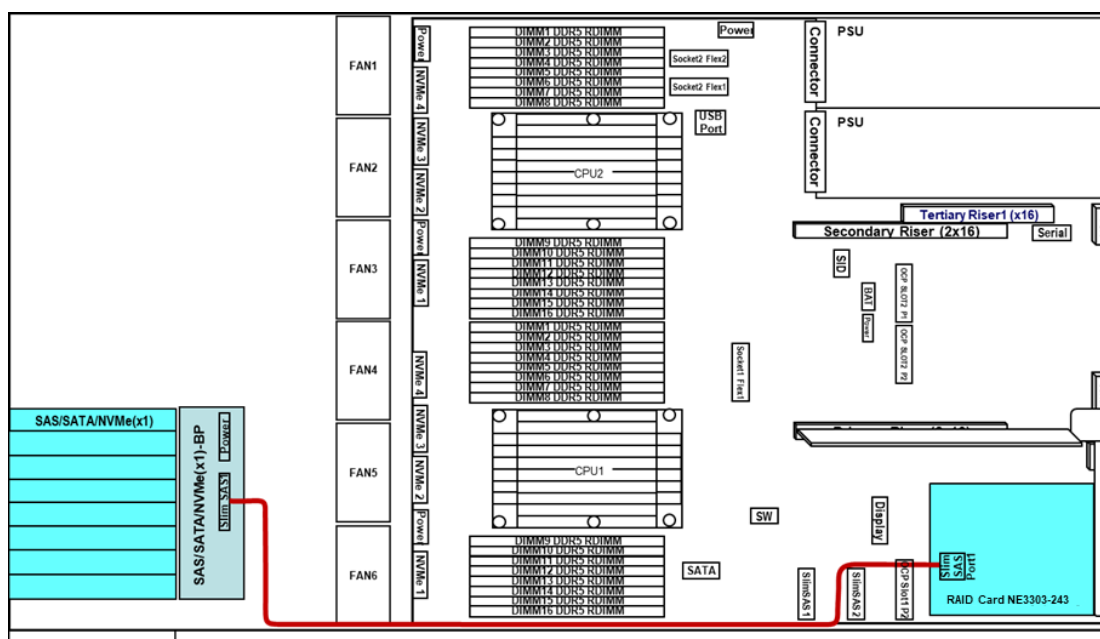 FAN1
FAN2
FAN3
FAN4
FAN5
FAN6
Power
NVMe 4
NVMe 3
NVMe 2
Power
NVMe 1
NVMe 4
NVMe 3
NVMe 2
Power
NVMe 1
DIMM1 DDR5 RDIMM
DIMM2 DDR5 RDIMM
DIMM3 DDR5 RDIMM
DIMM4 DDR5 RDIMM
DIMM5 DDR5 RDIMM
DIMM6 DDR5 RDIMM
DIMM7 DDR5 RDIMM
DIMM8 DDR5 RDIMM
CPU2
DIMM9 DDR5 RDIMM
DIMM10 DDR5 RDIMM
DIMM11 DDR5 RDIMM
DIMM12 DDR5 RDIMM
DIMM13 DDR5 RDIMM
DIMM14 DDR5 RDIMM
DIMM15 DDR5 RDIMM
DIMM16 DDR5 RDIMM
DIMM1 DDR5 RDIMM
DIMM2 DDR5 RDIMM
DIMM3 DDR5 RDIMM
DIMM4 DDR5 RDIMM
DIMM5 DDR5 RDIMM
DIMM6 DDR5 RDIMM
DIMM7 DDR5 RDIMM
DIMM8 DDR5 RDIMM
CPU1
DIMM9 DDR5 RDIMM
DIMM10 DDR5 RDIMM
DIMM11 DDR5 RDIMM
DIMM12 DDR5 RDIMM
DIMM13 DDR5 RDIMM
DIMM14 DDR5 RDIMM
DIMM15 DDR5 RDIMM
DIMM16 DDR5 RDIMM
Power
Socket2 Flex2
Socket2 Flex1
USB
Port
Connector
PSU
Connector
PSU
Tertiary Riser1 (x16)
Secondary Riser (2x16)
Serial
SID
BAT
Power
OCP SLOT2 P1
OCP SLOT2 P2
Socket1 Flex1
SW
SATA
Display
SlimSAS1
SlimSAS2
OCP Slot1 P2
Slim
SAS
Port1
RAID Card NE3303-243
SAS/SATA/NVMe(x1)
SAS/SATA/NVMe(x1)-BP
Power
Slim SAS1